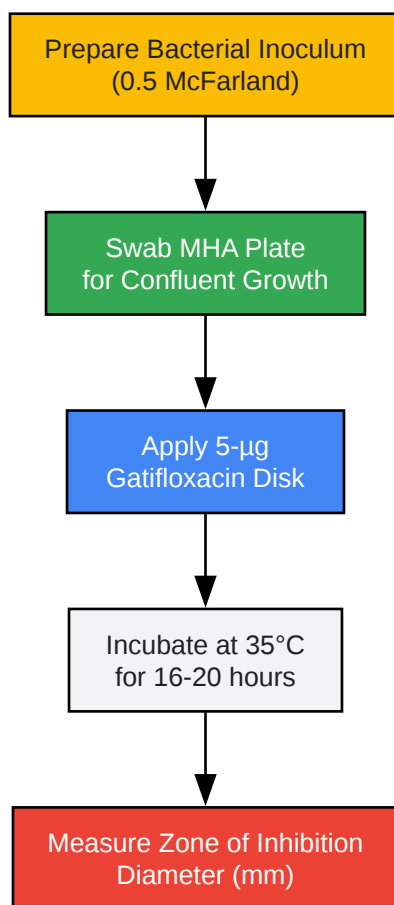 Prepare Bacterial Inoculum
(0.5 McFarland)
Swab MHA Plate
for Confluent Growth
Apply 5-µg
Gatifloxacin Disk
Incubate at 35°C
for 16-20 hours
Measure Zone of Inhibition
Diameter (mm)